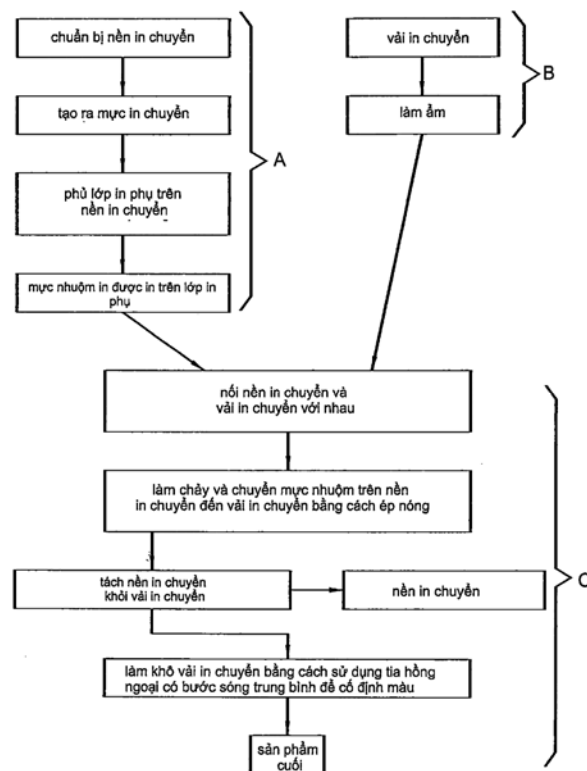 chuẩn bị nền in chuyển
tạo ra mực in chuyển
phủ lớp in phụ trên
nền in chuyển
mực nhuộm in được in trên lớp in
phụ
A
vải in chuyển
làm ẩm
B
nối nền in chuyển và
vải in chuyển với nhau
làm chảy và chuyển mực nhuộm trên nền
in chuyển đến vải in chuyển bằng cách ép nóng
tách nền in chuyển
khỏi vải in chuyển
nền in chuyển
làm khô vải in chuyển bằng cách sử dụng tia hồng
ngoại có bước sóng trung bình để cố định màu
sản phẩm
cuối
C